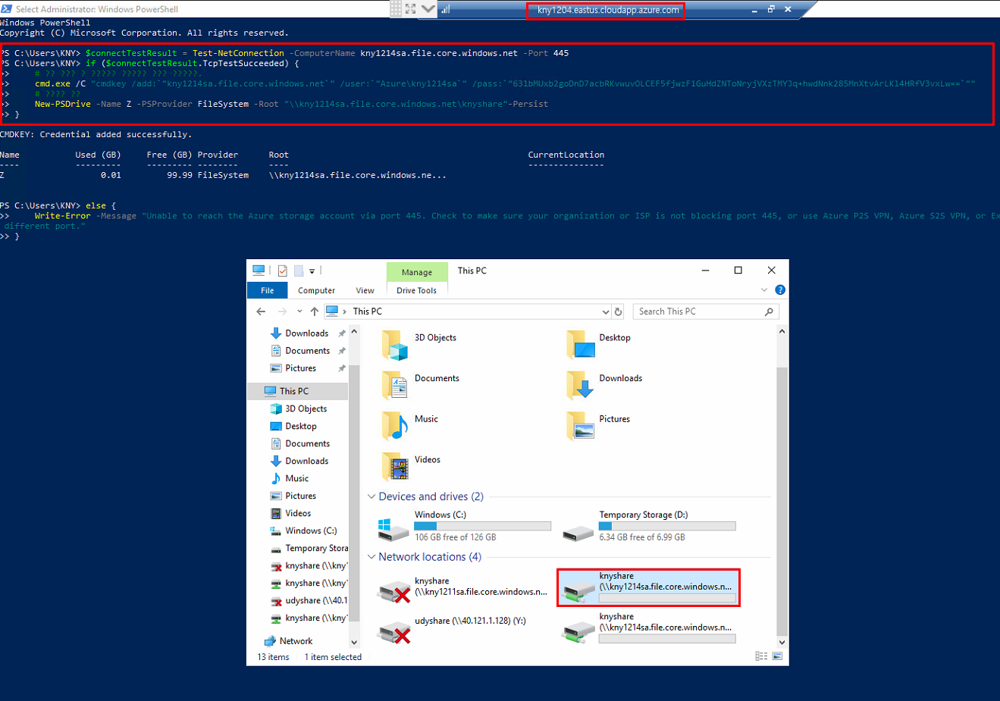 Select Administrator: Windows PowerShell
kny1204.eastus.cloudapp.azure.com
Windows PowerShell
Copyright (C) Microsoft Corporation. All rights reserved.
PS C:\Users\KNY> $connectTestResult = Test-NetConnection -ComputerName kny1214sa.file.core.windows.net -Port 445
PS C:\Users\KNY> if ($connectTestResult.TcpTestSucceeded) {
>> # ?? ??? ? ????? ????? ??? ?????.
>> cmd.exe /C "cmdkey /add:`"kny1214sa.file.core.windows.net`" /user:`"Azure\kny1214sa`" /pass:`"
>> # ???? ??
>> New-PSDrive -Name Z -PSProvider FileSystem -Root "\\kny1214sa.file.core.windows.net\knyshare"-Persist
>> }
CMDKEY: Credential added successfully.
Name Used (GB) Free (GB) Provider Root CurrentLocation
---- --------- --------- -------- ---- ---------------
Z 0.01 99.99 FileSystem \\kny1214sa.file.core.windows.ne...
PS C:\Users\KNY> else {
>> Write-Error -Message "Unable to reach the Azure storage account via port 445. Check to make sure your organization or ISP is not blocking port 445, or use Azure P2S VPN, Azure S2S VPN, or Ex
different port."
>> }
Manage
This PC
File
Computer
View
Drive Tools
This PC
Search This PC
Downloads
Documents
Pictures
This PC
3D Objects
Desktop
Documents
Downloads
Music
Pictures
Videos
Windows (C:)
Temporary Stora
knyshare (\\kny1
knyshare (\\kny1
udyshare (\\40.1
knyshare (\\kny1
Network
3D Objects
Desktop
Documents
Downloads
Music
Pictures
Videos
Devices and drives (2)
Windows (C:)
106 GB free of 126 GB
Temporary Storage (D:)
6.34 GB free of 6.99 GB
Network locations (4)
knyshare
(\\kny1211sa.file.core.windows.n...
knyshare
(\\kny1214sa.file.core.windows.n...
udyshare (\\40.121.1.128) (Y:)
knyshare
(\\kny1214sa.file.core.windows.n...
13 items
1 item selected